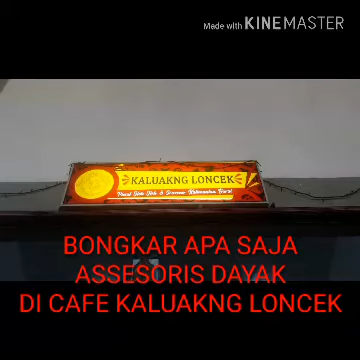 Made with KINEMASTER
KALUAKNG LONCEK
BONGKAR APA SAJA
ASSESORIS DAYAK
DI CAFE KALUAKNG LONCEK